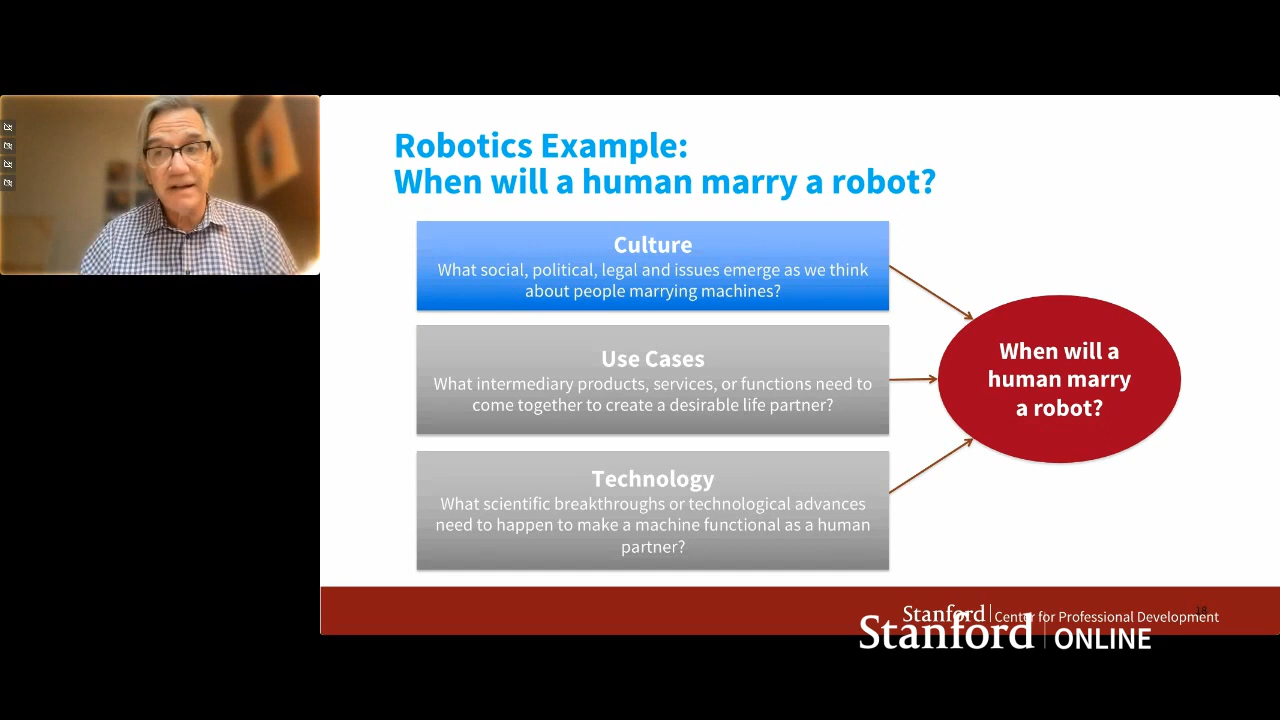 Robotics Example:
When will a human marry a robot?
Culture
What social, political, legal and issues emerge as we think
about people marrying machines?
Use Cases
What intermediary products, services, or functions need to
come together to create a desirable life partner?
Technology
What scientific breakthroughs or technological advances
need to happen to make a machine functional as a human
partner?
When will a
human marry
a robot?
18
Stanford Center for Professional Development
Stanford ONLINE